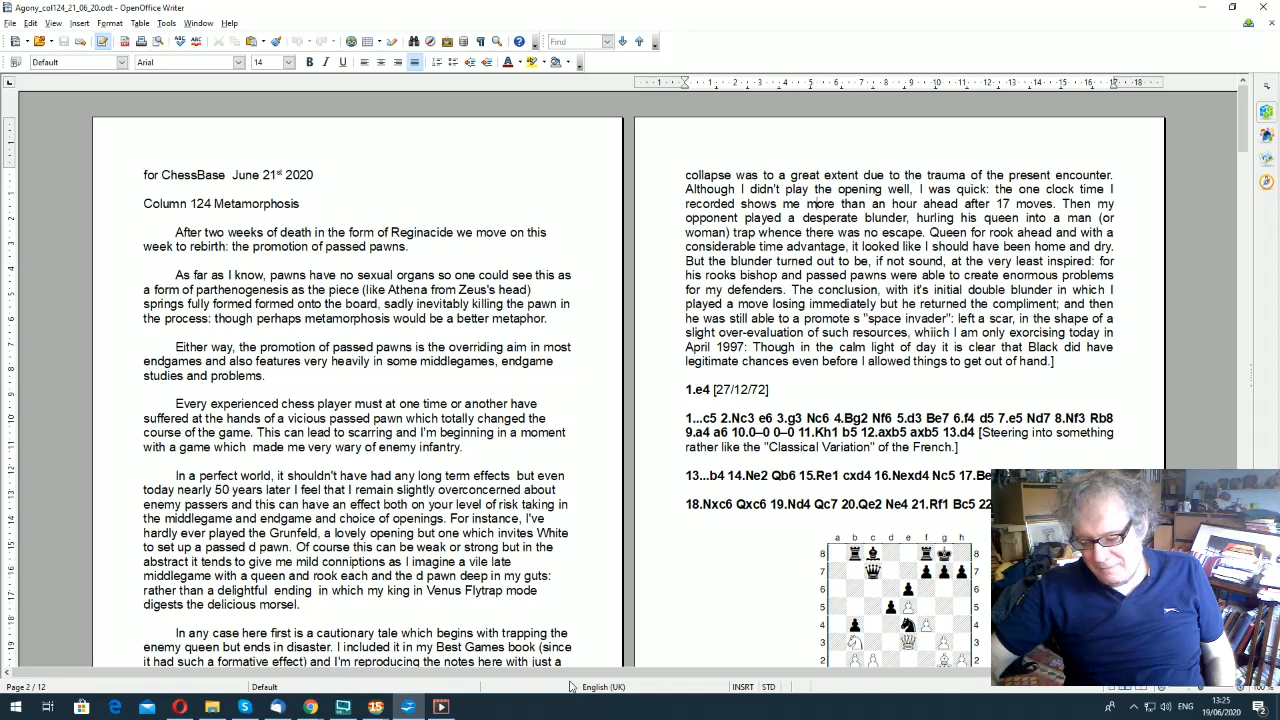 Agony_col124_21_06_20.odt - OpenOffice Writer
File Edit View Insert Format Table Tools Window Help
Find
Default Arial 14
for ChessBase June 21st 2020
Column 124 Metamorphosis
After two weeks of death in the form of Reginacide we move on this
week to rebirth: the promotion of passed pawns.
As far as I know, pawns have no sexual organs so one could see this as
a form of parthenogenesis as the piece (like Athena from Zeus's head)
springs fully formed formed onto the board, sadly inevitably killing the pawn in
the process: though perhaps metamorphosis would be a better metaphor.
Either way, the promotion of passed pawns is the overriding aim in most
endgames and also features very heavily in some middlegames, endgame
studies and problems.
Every experienced chess player must at one time or another have
suffered at the hands of a vicious passed pawn which totally changed the
course of the game. This can lead to scarring and I'm beginning in a moment
with a game which made me very wary of enemy infantry.
In a perfect world, it shouldn't have had any long term effects but even
today nearly 50 years later I feel that I remain slightly overconcerned about
enemy passers and this can have an effect both on your level of risk taking
in the middlegame and endgame and choice of openings. For instance, I've
hardly ever played the Grunfeld, a lovely opening but one which invites White
to set up a passed d pawn. Of course this can be weak or strong but in the
abstract it tends to give me mild conniptions as I imagine a vile late
middlegame with a queen and rook each and the d pawn deep in my guts:
rather than a delightful ending in which my king in Venus Flytrap mode
digests the delicious morsel.
In any case here first is a cautionary tale which begins with trapping the
enemy queen but ends in disaster. I included it in my Best Games book (since
it had such a formative effect) and I'm reproducing the notes here with just a
collapse was to a great extent due to the trauma of the present encounter.
Although I didn't play the opening well, I was quick: the one clock time I
recorded shows me more than an hour ahead after 17 moves. Then my
opponent played a desperate blunder, hurling his queen into a man (or
woman) trap whence there was no escape. Queen for rook ahead and with a
considerable time advantage, it looked like I should have been home and dry.
But the blunder turned out to be, if not sound, at the very least inspired: for
his rooks bishop and passed pawns were able to create enormous problems
for my defenders. The conclusion, with it's initial double blunder in which I
played a move losing immediately but he returned the compliment; and then
he was still able to a promote s "space invader": left a scar, in the shape of a
slight over-evaluation of such resources, whiich I am only exorcising today in
April 1997: Though in the calm light of day it is clear that Black did have
legitimate chances even before I allowed things to get out of hand.]
1.e4 [27/12/72]
1...c5 2.Nc3 e6 3.g3 Nc6 4.Bg2 Nf6 5.d3 Be7 6.f4 d5 7.e5 Nd7 8.Nf3 Rb8
9.a4 a6 10.0–0 0–0 11.Kh1 b5 12.axb5 axb5 13.d4 [Steering into something
rather like the "Classical Variation" of the French.]
13...b4 14.Ne2 Qb6 15.Re1 cxd4 16.Nexd4 Nc5 17.Be
18.Nxc6 Qxc6 19.Nd4 Qc7 20.Qe2 Ne4 21.Rf1 Bc5 22
a b c d e f g h
8 8
7 7
6 6
5 5
4 4
3 3
2 2
Page 2 / 12 Default English (UK) INSRT STD 100 %
ENG 13:25
19/06/2020